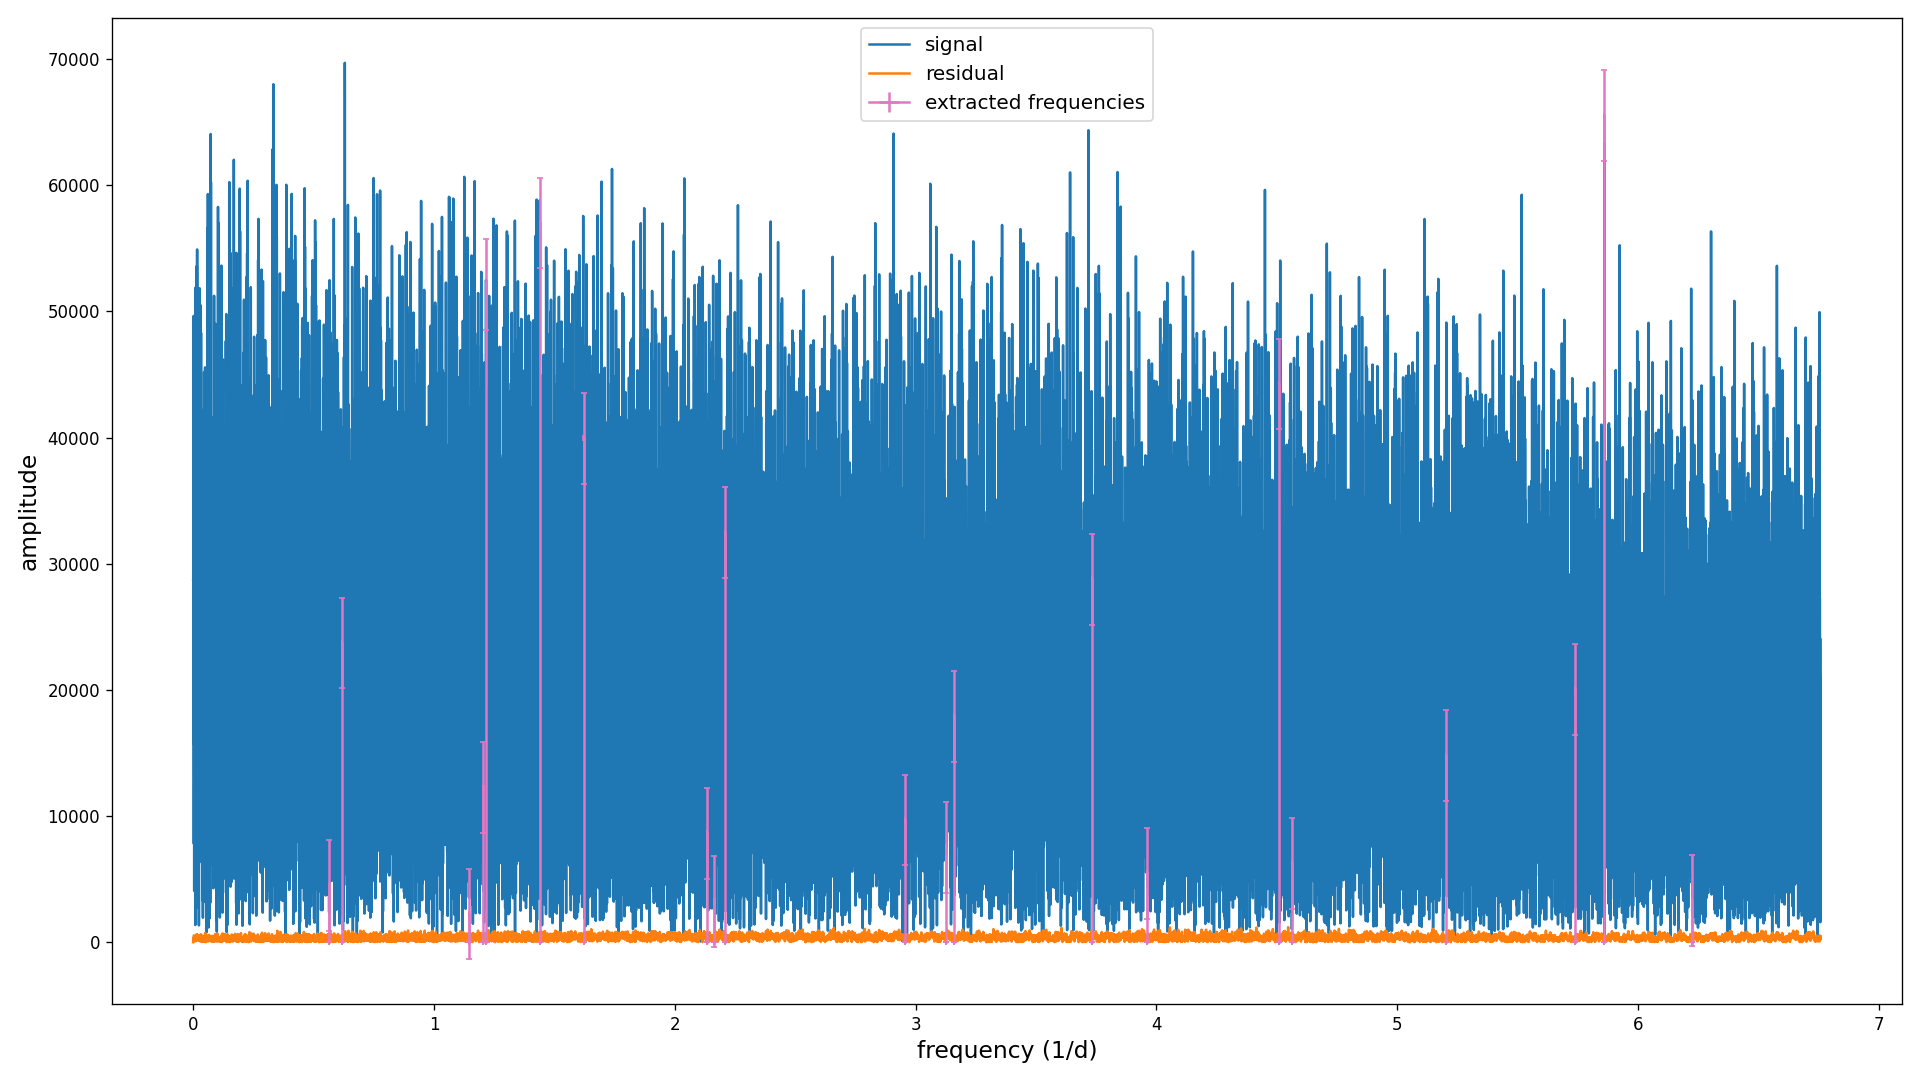 signal
residual
extracted frequencies
amplitude
70000
60000
50000
40000
30000
20000
10000
0
0 1 2 3 4 5 6 7
frequency (1/d)